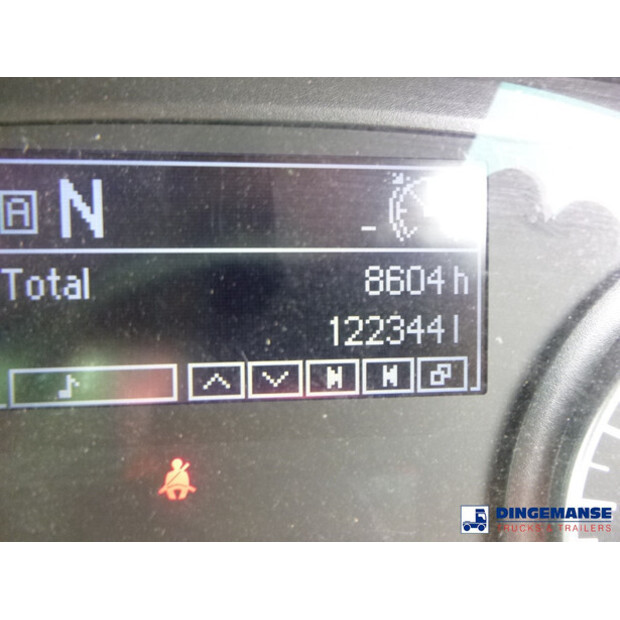 A N
Total 8604 h
122344 l
DINGEMANSE
TRUCKS & TRAILERS